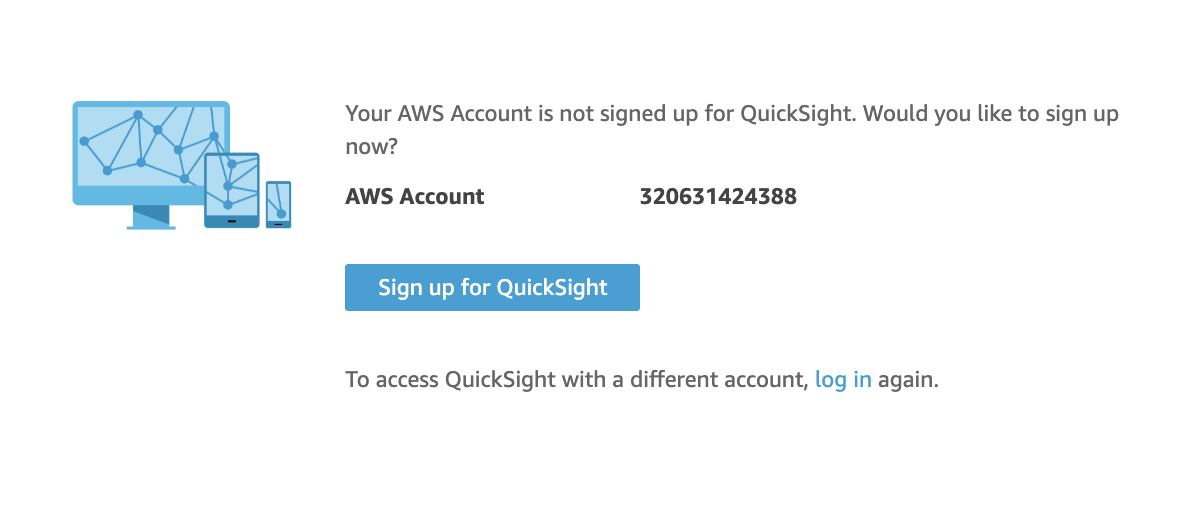 Your AWS Account is not signed up for QuickSight. Would you like to sign up
now?
AWS Account 320631424388
Sign up for QuickSight
To access QuickSight with a different account, log in again.